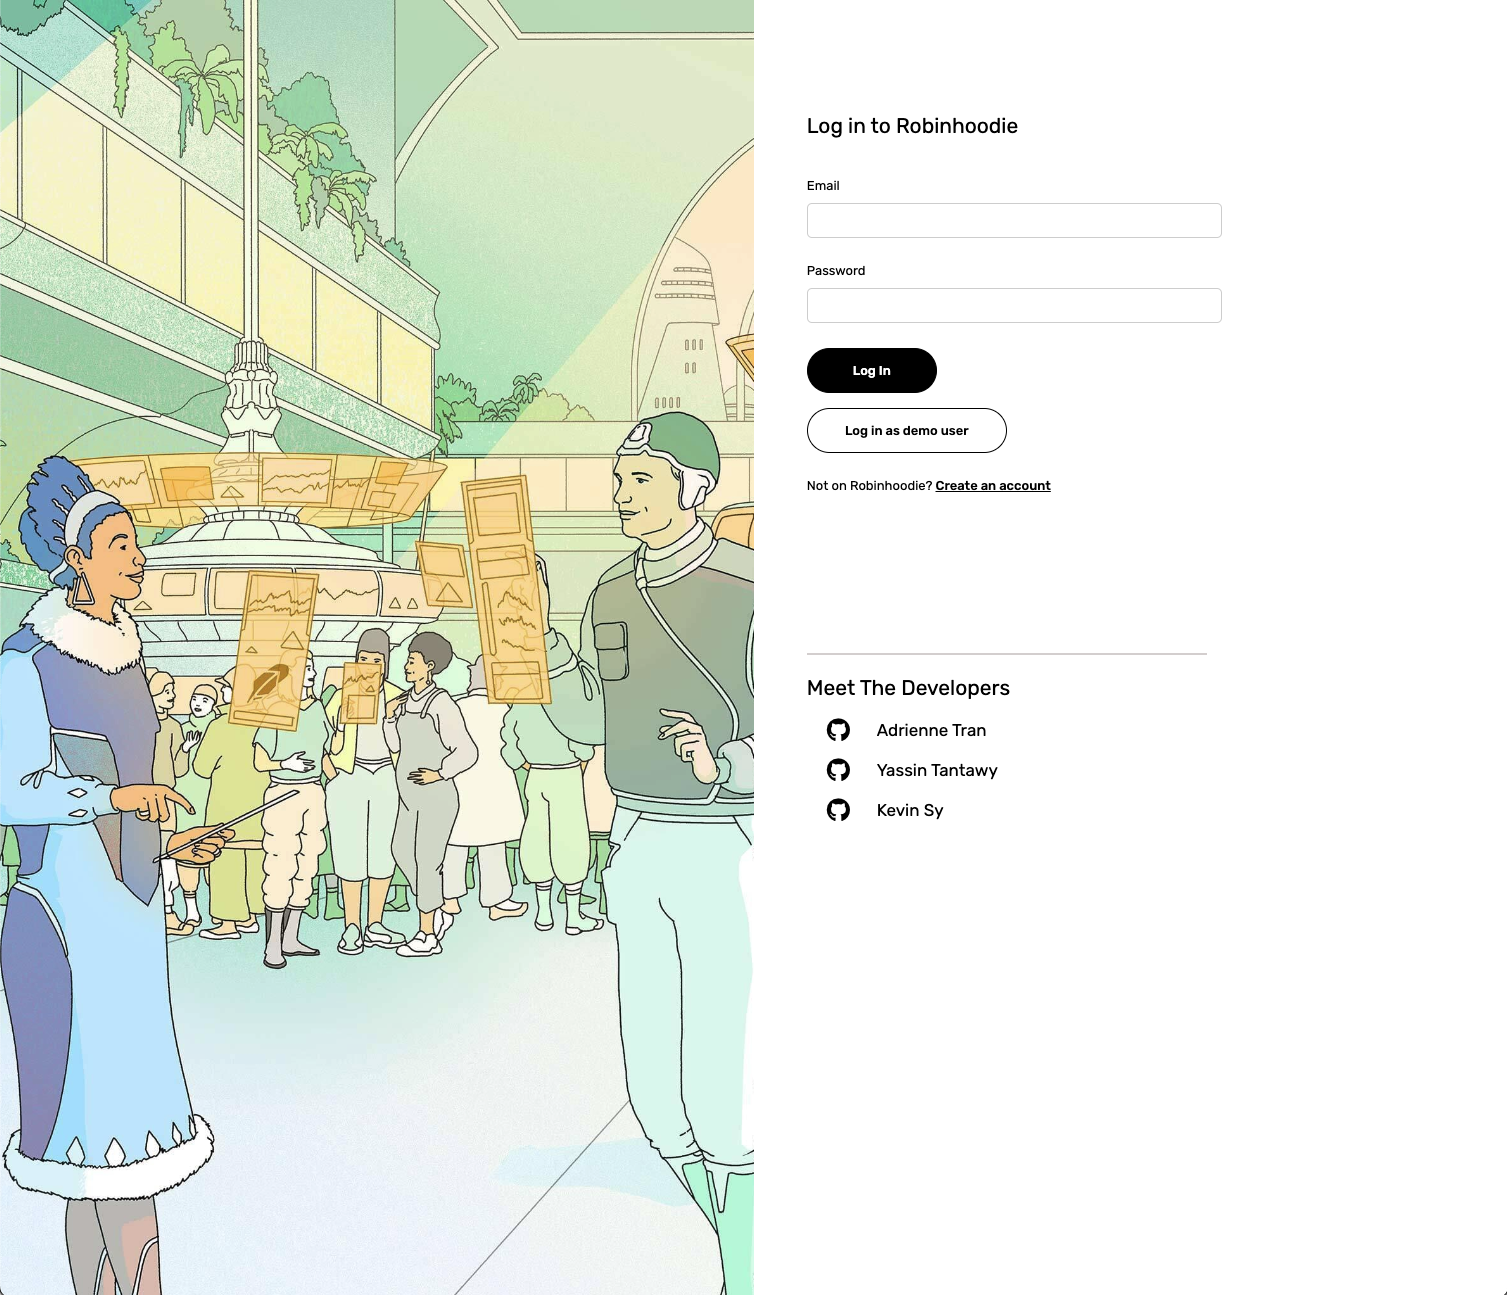 Log in to Robinhoodie
Email
Password
Log In
Log in as demo user
Not on Robinhoodie? Create an account
Meet The Developers
Adrienne Tran
Yassin Tantawy
Kevin Sy